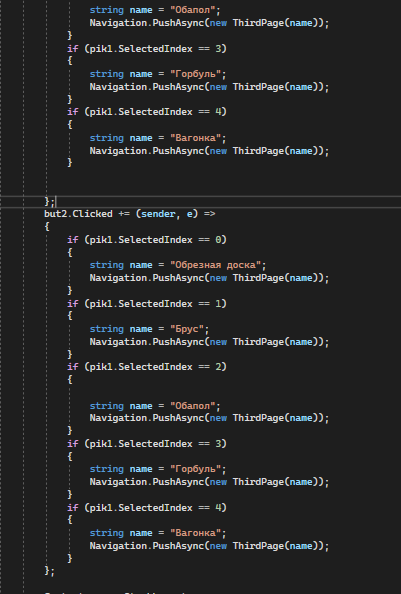 string name = "Обапол";
Navigation.PushAsync(new ThirdPage(name));
}
if (pik1.SelectedIndex == 3)
{
string name = "Горбуль";
Navigation.PushAsync(new ThirdPage(name));
}
if (pik1.SelectedIndex == 4)
{
string name = "Вагонка";
Navigation.PushAsync(new ThirdPage(name));
}
};
but2.Clicked += (sender, e) =>
{
if (pik1.SelectedIndex == 0)
{
string name = "Обрезная доска";
Navigation.PushAsync(new ThirdPage(name));
}
if (pik1.SelectedIndex == 1)
{
string name = "Брус";
Navigation.PushAsync(new ThirdPage(name));
}
if (pik1.SelectedIndex == 2)
{
string name = "Обапол";
Navigation.PushAsync(new ThirdPage(name));
}
if (pik1.SelectedIndex == 3)
{
string name = "Горбуль";
Navigation.PushAsync(new ThirdPage(name));
}
if (pik1.SelectedIndex == 4)
{
string name = "Вагонка";
Navigation.PushAsync(new ThirdPage(name));
}
};